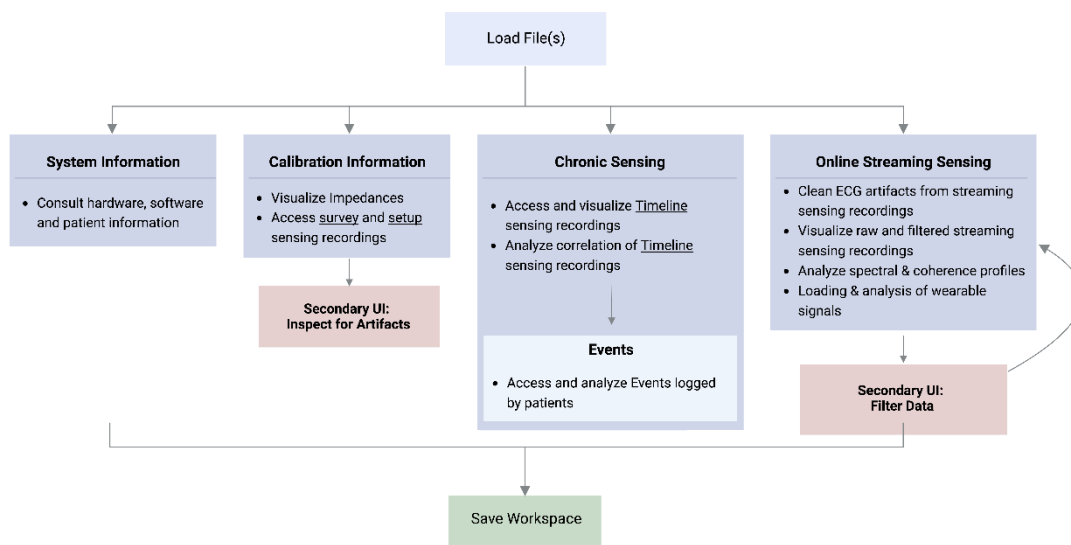 Load File(s)
System Information
• Consult hardware, software
and patient information
Calibration Information
• Visualize Impedances
• Access survey and setup
sensing recordings
Secondary UI:
Inspect for Artifacts
Chronic Sensing
• Access and visualize Timeline
sensing recordings
• Analyze correlation of Timeline
sensing recordings
Events
• Access and analyze Events logged
by patients
Online Streaming Sensing
• Clean ECG artifacts from streaming
sensing recordings
• Visualize raw and filtered streaming
sensing recordings
• Analyze spectral & coherence profiles
• Loading & analysis of wearable
signals
Secondary UI:
Filter Data
Save Workspace